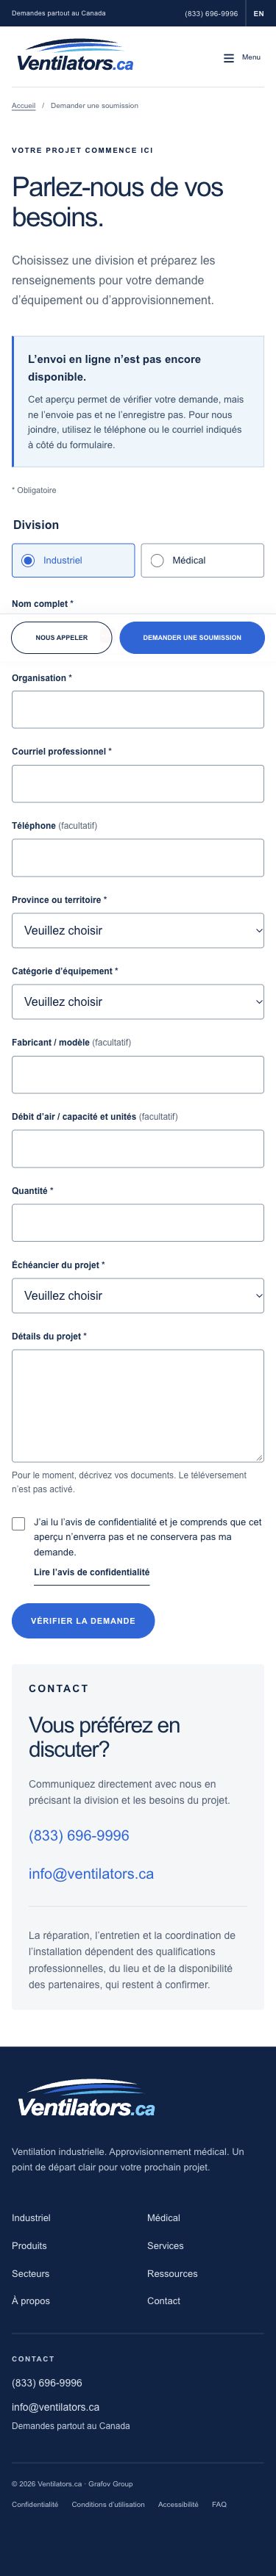 Demandes partout au Canada
(833) 696-9996
EN
Ventilators.ca
Menu
Accueil / Demander une soumission
VOTRE PROJET COMMENCE ICI
Parlez-nous de vos
besoins.
Choisissez une division et préparez les
renseignements pour votre demande
d’équipement ou d’approvisionnement.
L’envoi en ligne n’est pas encore
disponible.
Cet aperçu permet de vérifier votre demande, mais
ne l’envoie pas et ne l’enregistre pas. Pour nous
joindre, utilisez le téléphone ou le courriel indiqués
à côté du formulaire.
* Obligatoire
Division
Industriel
Médical
Nom complet *
NOUS APPELER
DEMANDER UNE SOUMISSION
Organisation *
Courriel professionnel *
Téléphone (facultatif)
Province ou territoire *
Veuillez choisir
Catégorie d’équipement *
Veuillez choisir
Fabricant / modèle (facultatif)
Débit d’air / capacité et unités (facultatif)
Quantité *
Échéancier du projet *
Veuillez choisir
Détails du projet *
Pour le moment, décrivez vos documents. Le téléversement
n’est pas activé.
J’ai lu l’avis de confidentialité et je comprends que cet
aperçu n’enverra pas et ne conservera pas ma
demande.
Lire l’avis de confidentialité
VÉRIFIER LA DEMANDE
CONTACT
Vous préférez en
discuter?
Communiquez directement avec nous en
précisant la division et les besoins du projet.
(833) 696-9996
info@ventilators.ca
La réparation, l’entretien et la coordination de
l’installation dépendent des qualifications
professionnelles, du lieu et de la disponibilité
des partenaires, qui restent à confirmer.
Ventilators.ca
Ventilation industrielle. Approvisionnement médical. Un
point de départ clair pour votre prochain projet.
Industriel
Médical
Produits
Services
Secteurs
Ressources
À propos
Contact
CONTACT
(833) 696-9996
info@ventilators.ca
Demandes partout au Canada
© 2026 Ventilators.ca · Grafov Group
Confidentialité
Conditions d’utilisation
Accessibilité
FAQ